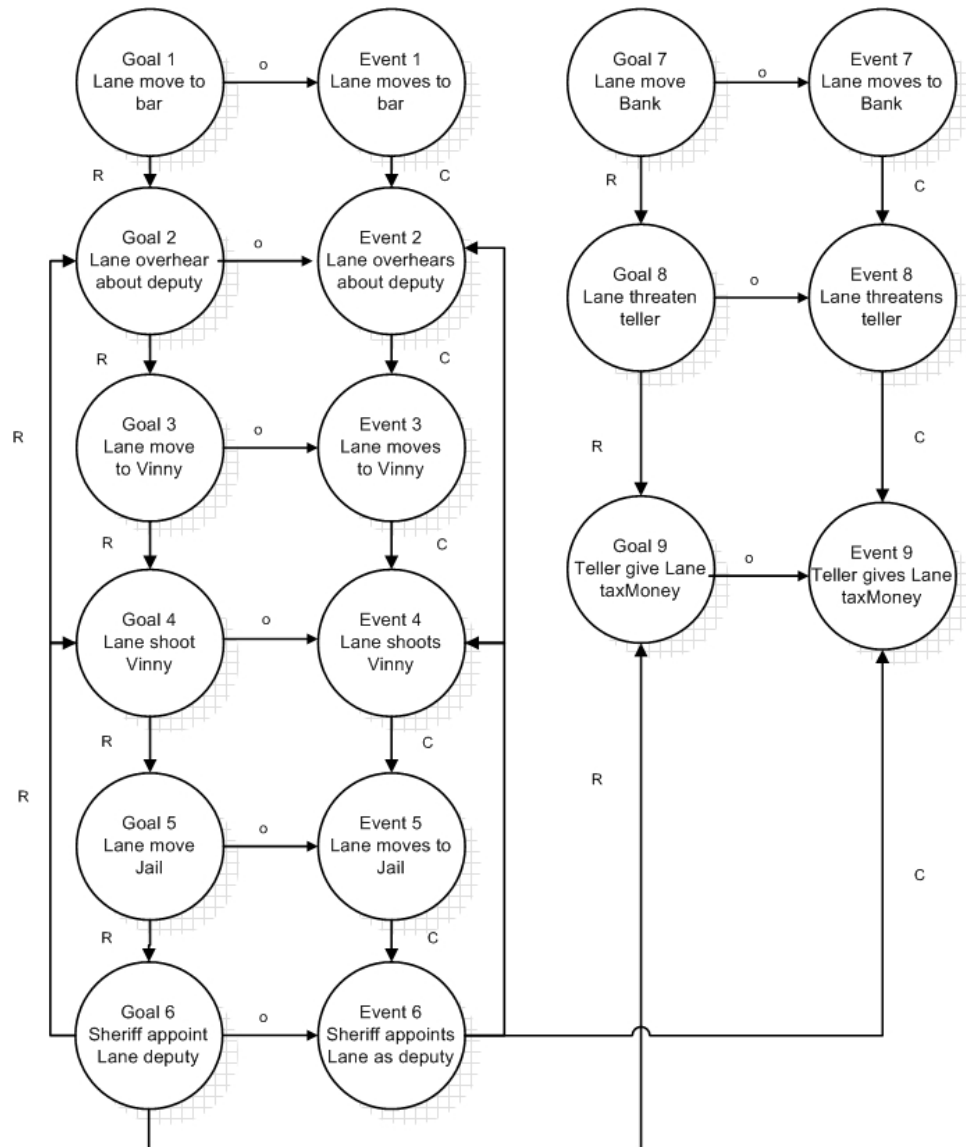 Goal 1
Lane move to
bar
o
Event 1
Lane moves to
bar
Goal 7
Lane move
Bank
o
Event 7
Lane moves to
Bank
R
C
R
C
Goal 2
Lane overhear
about deputy
o
Event 2
Lane overhears
about deputy
Goal 8
Lane threaten
teller
o
Event 8
Lane threatens
teller
R
C
R
Goal 3
Lane move
to Vinny
o
Event 3
Lane moves
to Vinny
R
C
R
C
Goal 9
Teller give Lane
taxMoney
o
Event 9
Teller gives Lane
taxMoney
Goal 4
Lane shoot
Vinny
o
Event 4
Lane shoots
Vinny
R
C
R
R
C
Goal 5
Lane move
Jail
o
Event 5
Lane moves to
Jail
R
C
Goal 6
Sheriff appoint
Lane deputy
o
Event 6
Sheriff appoints
Lane as deputy